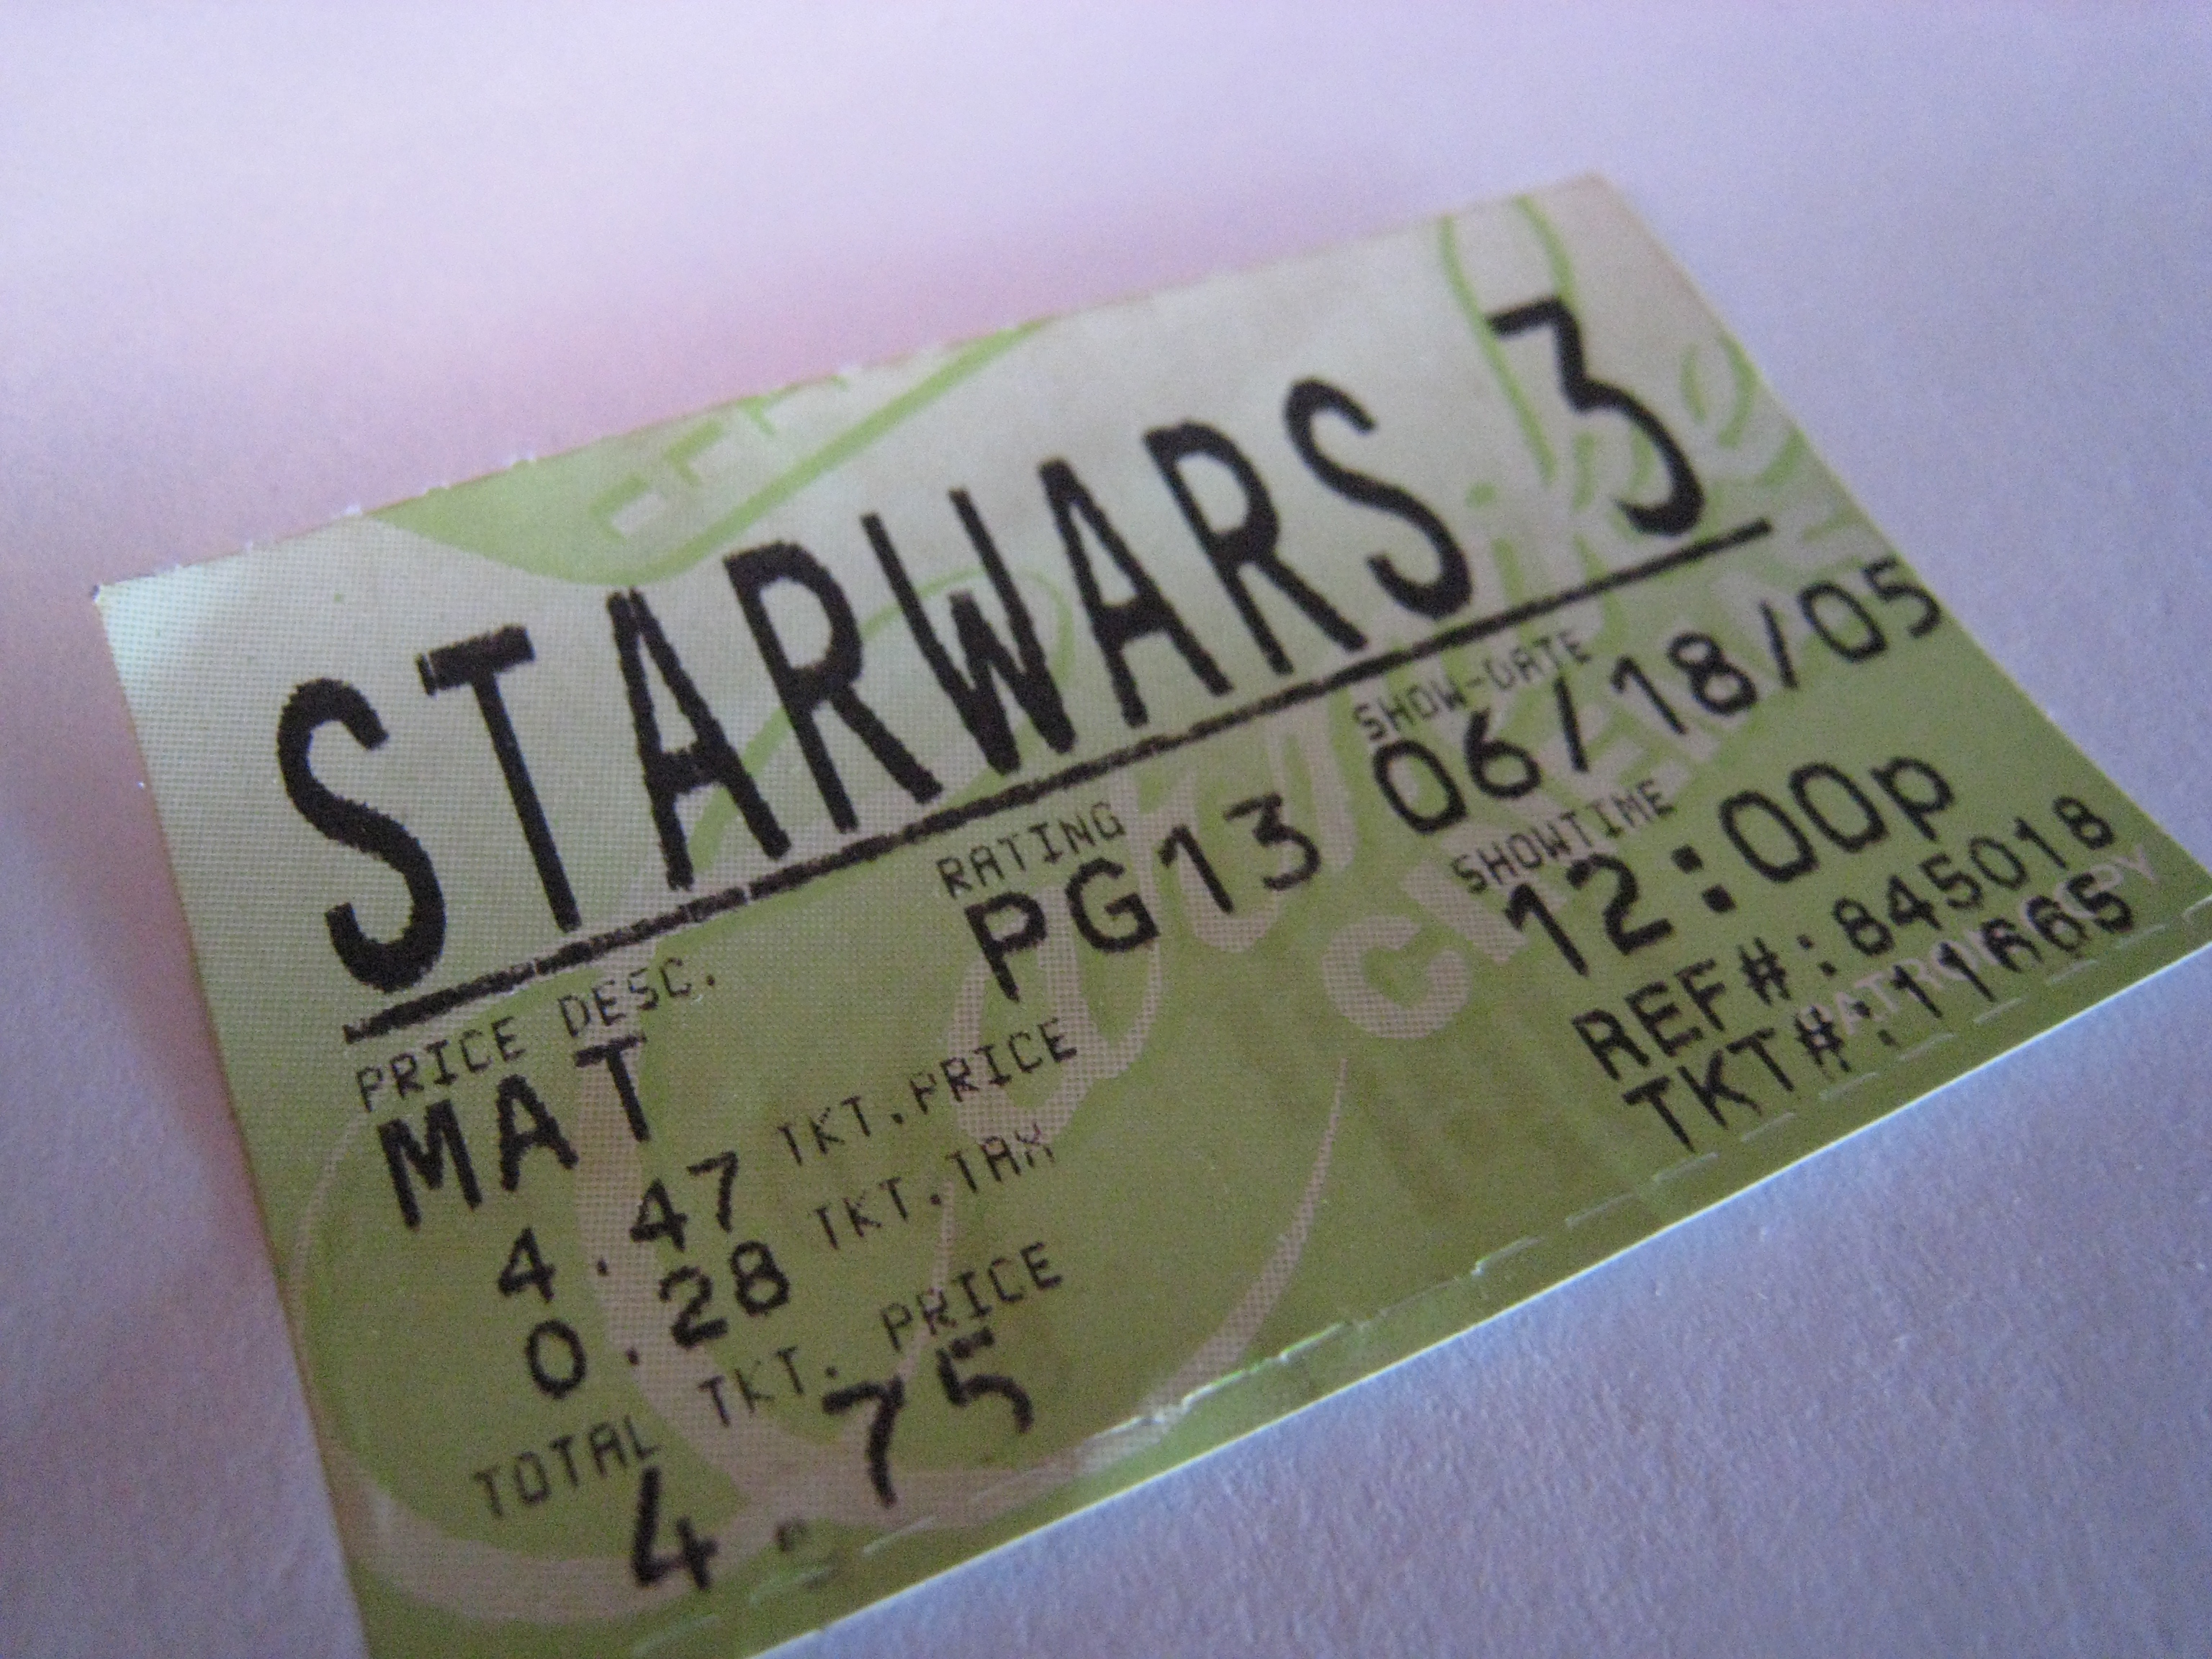 STARWARS 3
PRICE DESC.
MAT
RATING
PG13
SHOW-DATE
06/18/05
SHOWTIME
12:00p
4.47 TKT.PRICE
0.28 TKT.TAX
TOTAL TKT. PRICE
4.75
REF#:845018
TKT#:11665